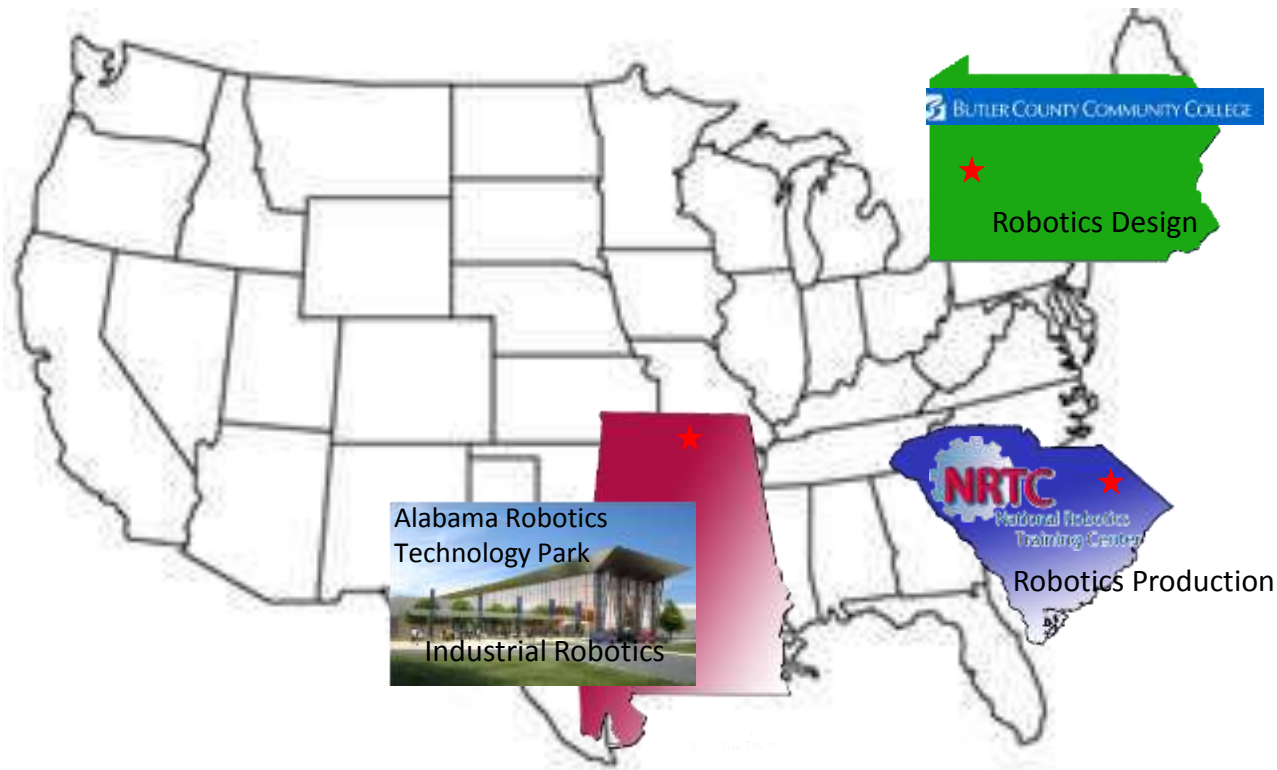 BUTLER COUNTY COMMUNITY COLLEGE
Robotics Design
NRTC
National Robotics
Training Center
Robotics Production
Alabama Robotics
Technology Park
Industrial Robotics